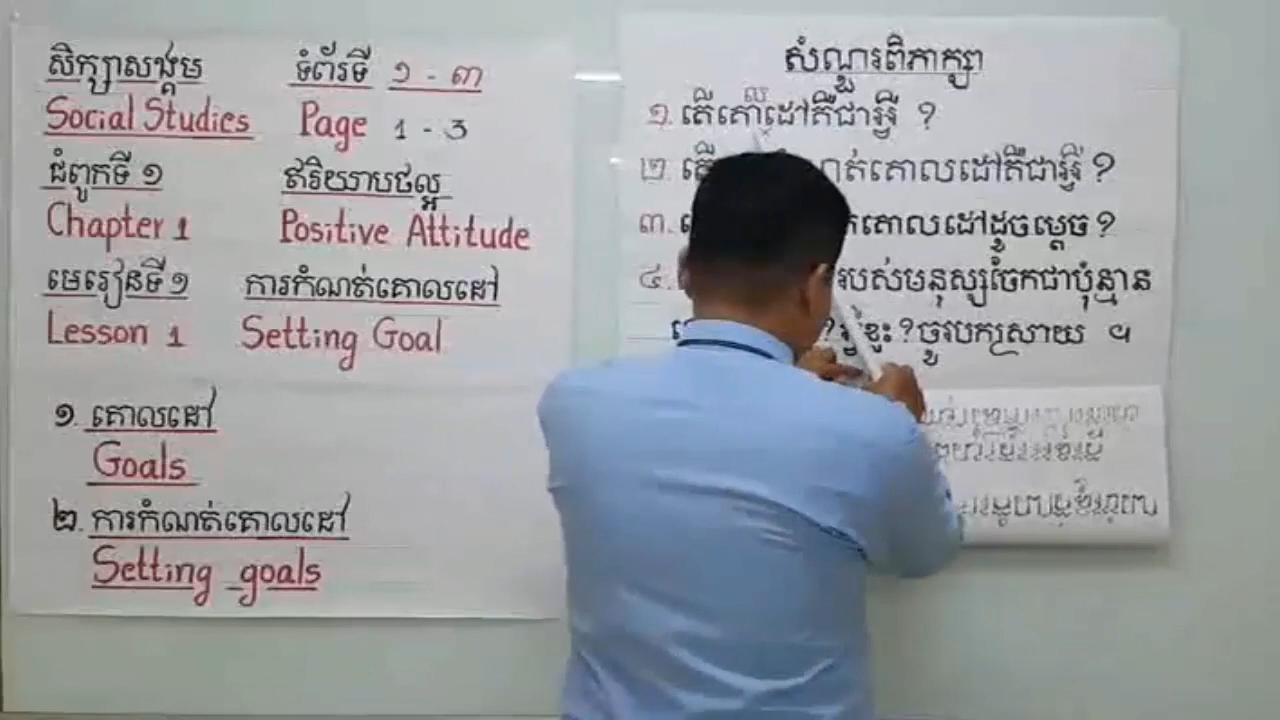 សិក្សាសង្គម ទំព័រទី ១ - ៣
Social Studies Page 1 - 3
ជំពូកទី ១ ឥរិយាបថល្អ
Chapter 1 Positive Attitude
មេរៀនទី ១ ការកំណត់គោលដៅ
Lesson 1 Setting Goal
១. គោលដៅ
Goals
២. ការកំណត់គោលដៅ
Setting goals
សំណួរពិភាក្សា
១. តើគោលដៅគឺជាអ្វី ?
២. តើ គោលដៅគឺជាអ្វី ?
៣. គោលដៅដូចម្តេច ?
៤. របស់មនុស្សចែកជាប៉ុន្មាន
? អ្វីខ្លះ ? ចូរបកស្រាយ ។